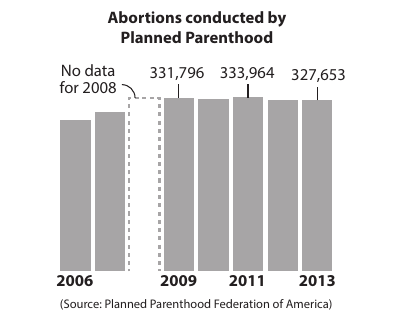 Abortions conducted by
Planned Parenthood
No data
for 2008
331,796 333,964 327,653
2006 2009 2011 2013
(Source: Planned Parenthood Federation of America)